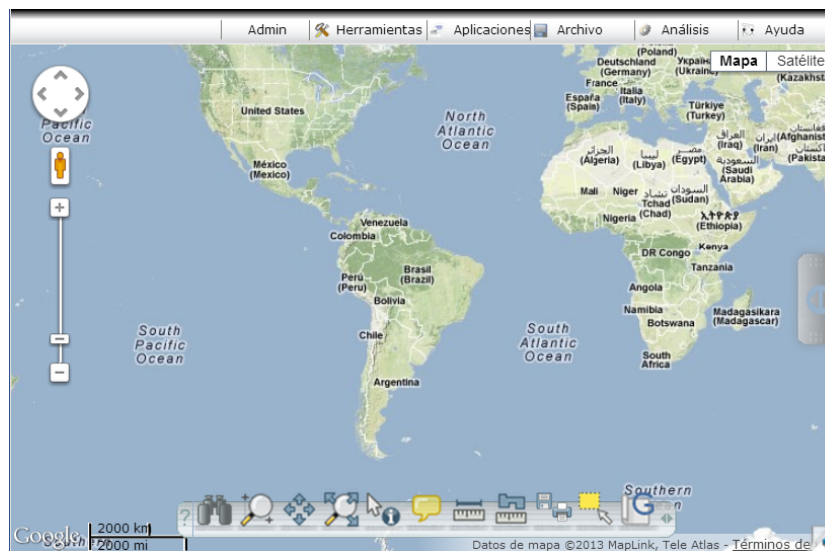 Admin Herramientas Aplicaciones Archivo Análisis Ayuda
Mapa Satélite
(Poland)
Deutschland
(Germany)
Україн
(Ukraine
(Kazakhst
France
Italia
(Italy)
España
(Spain)
Türkiye
(Turkey)
Pacific
Ocean
United States
North
Atlantic
Ocean
México
(Mexico)
الجزائر
(Algeria)
ليبيا
(Libya)
مصر
(Egypt)
العراق
(Iraq)
ایران
(Iran)
(Afghanist
(Pakista
السعودية
(Saudi
Arabia)
Mali
Niger
تشاد
Tchad
(Chad)
السودان
(Sudan)
Nigeria
ኢትዮጵያ
(Ethiopia)
Venezuela
Colombia
DR Congo
Kenya
Tanzania
Perú
(Peru)
Brasil
(Brazil)
Bolivia
Angola
Namibia
Botswana
Madagasikara
(Madagascar)
South
Pacific
Ocean
Chile
South
Atlantic
Ocean
South
Africa
Argentina
Southern
?
G
Google
2000 km
2000 mi
Southern
Datos de mapa ©2013 MapLink, Tele Atlas - Términos de